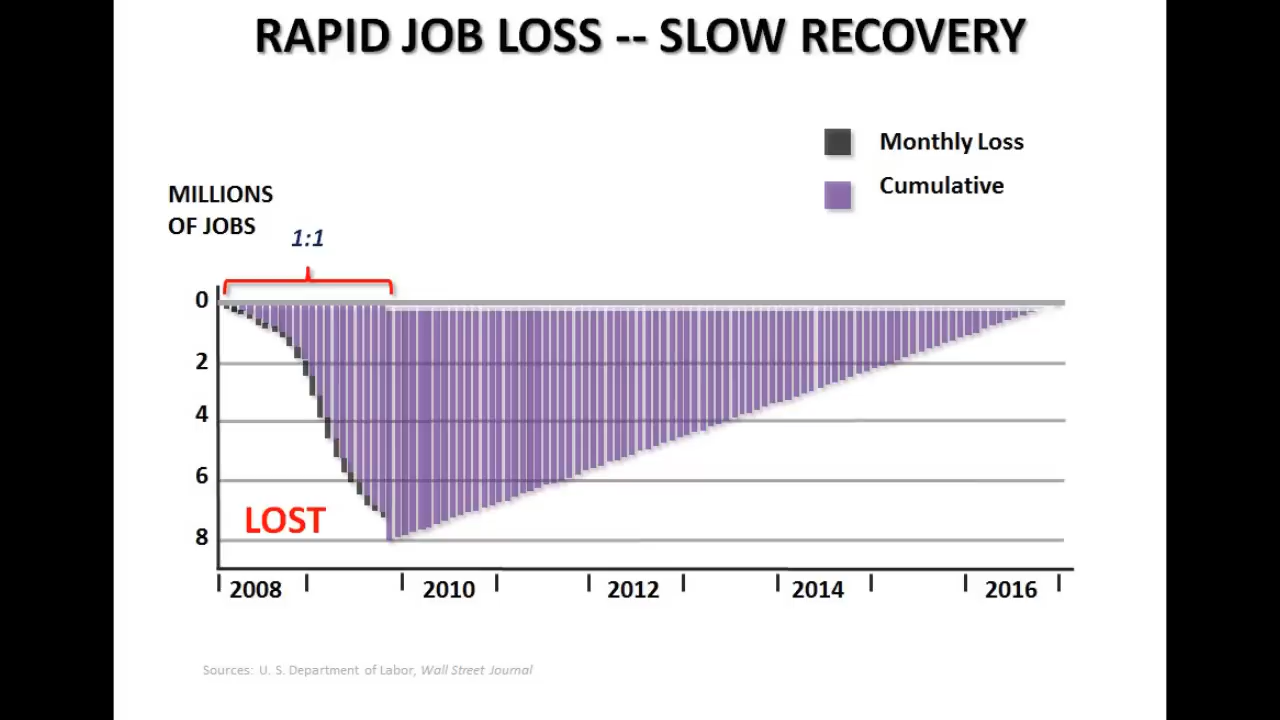 RAPID JOB LOSS -- SLOW RECOVERY
Monthly Loss
Cumulative
MILLIONS
OF JOBS
1:1
0
2
4
6
8
LOST
2008 2010 2012 2014 2016
Sources: U. S. Department of Labor, Wall Street Journal